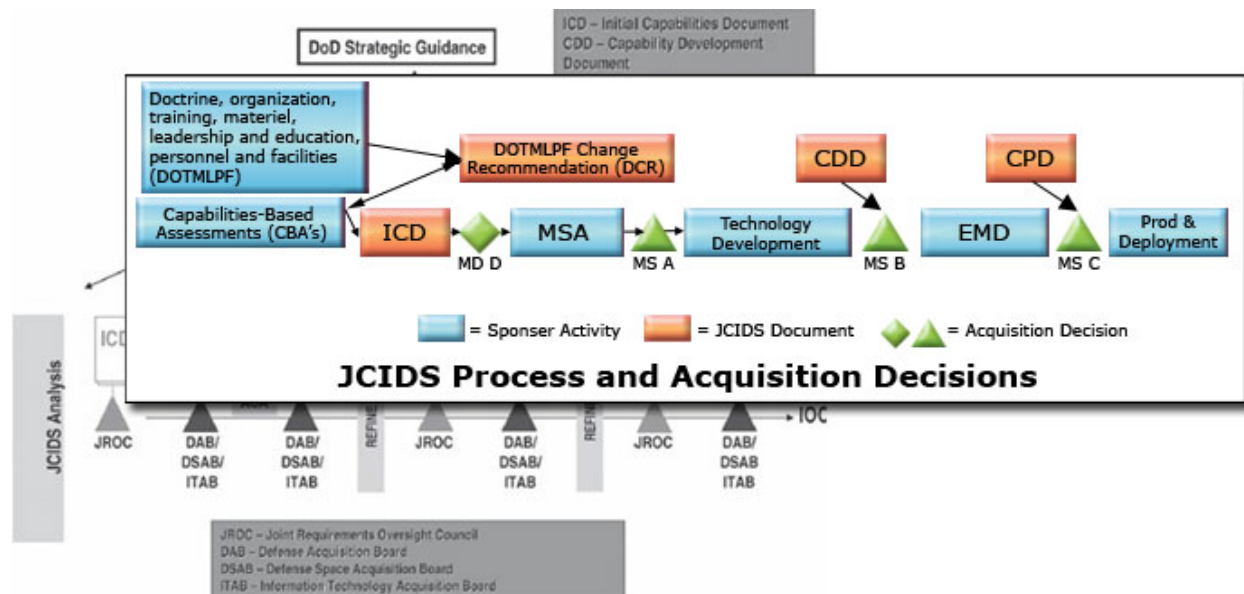 ICD – Initial Capabilities Document
CDD – Capability Development
Document
DoD Strategic Guidance
Doctrine, organization,
training, materiel,
leadership and education,
personnel and facilities
(DOTMLPF)
DOTMLPF Change
Recommendation (DCR)
CDD
CPD
Capabilities-Based
Assessments (CBA's)
ICD
MSA
Technology
Development
EMD
Prod &
Deployment
MD D
MS A
MS B
MS C
= Sponser Activity
= JCIDS Document
= Acquisition Decision
JCIDS Process and Acquisition Decisions
JCIDS Analysis
ICD
JROC
DAB/
DSAB/
ITAB
DAB/
DSAB/
ITAB
JROC
DAB/
DSAB/
ITAB
JROC
DAB/
DSAB
ITAB
IOC
JROC – Joint Requirements Oversight Council
DAB – Defense Acquisition Board
DSAB – Defense Space Acquisition Board
ITAB – Information Technology Acquisition Board